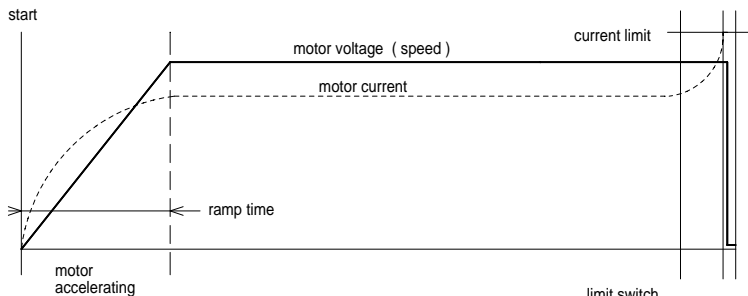 start
current limit
motor voltage ( speed )
motor current
ramp time
motor
accelerating
limit switch